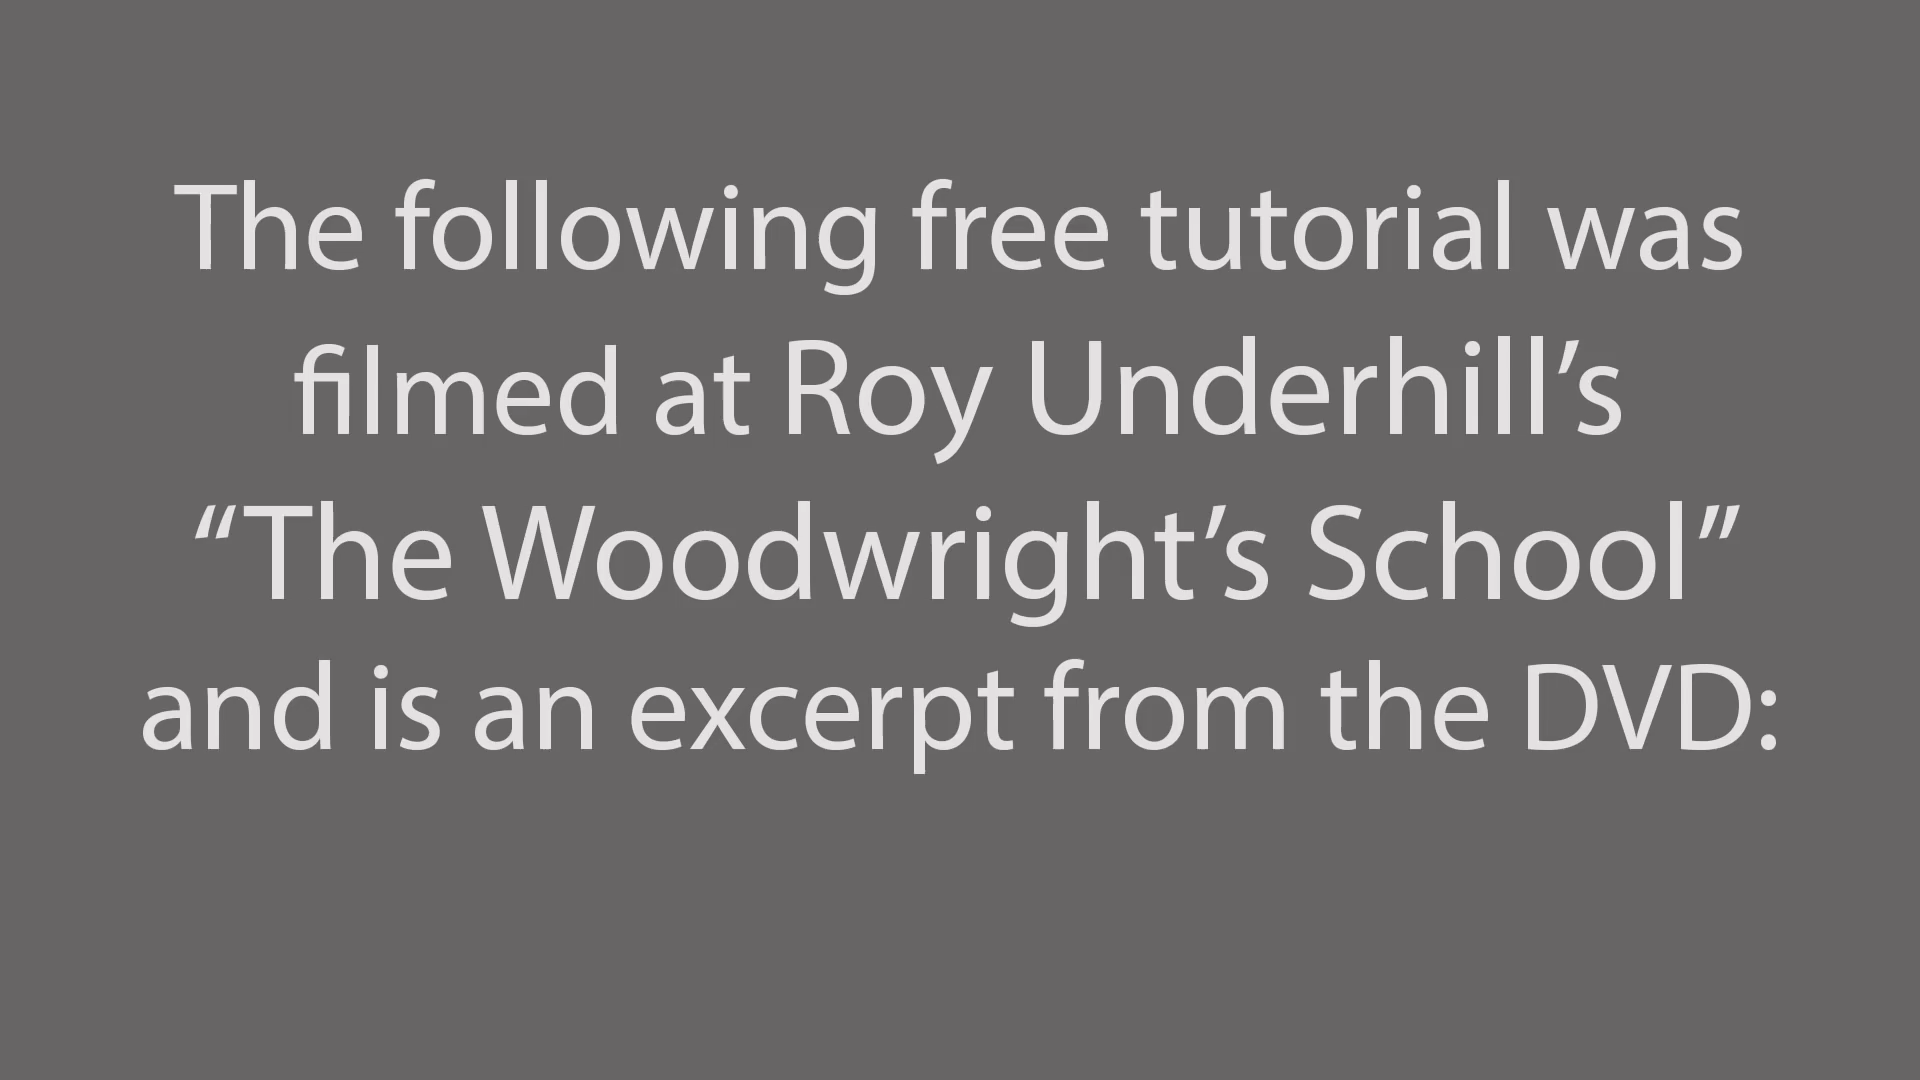 The following free tutorial was
filmed at Roy Underhill’s
“The Woodwright’s School”
and is an excerpt from the DVD: